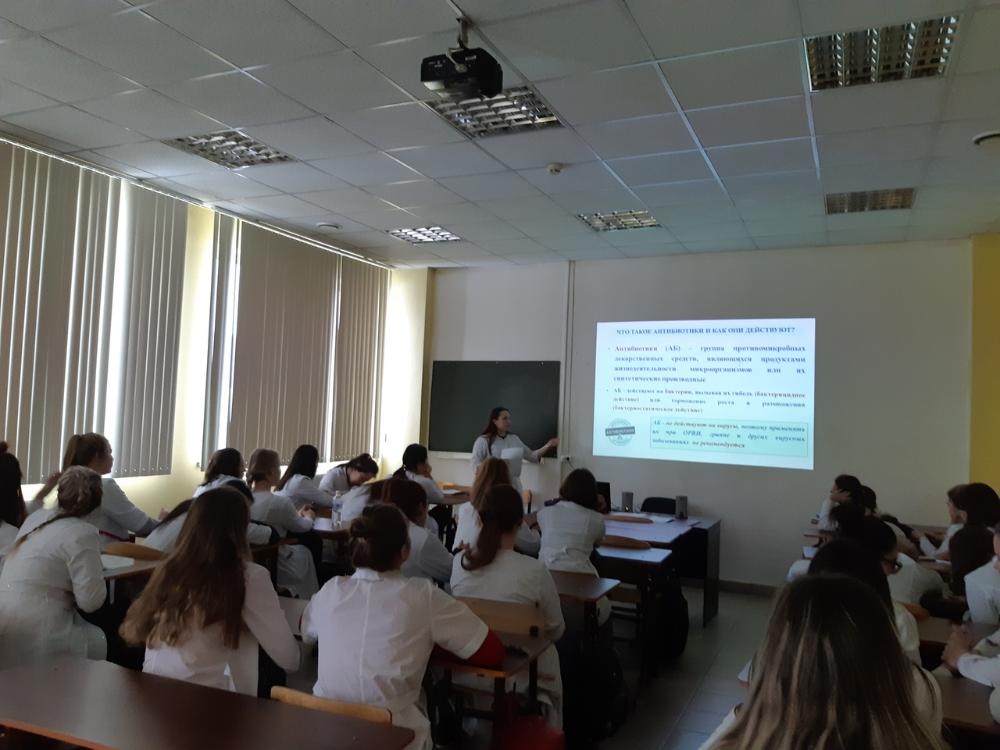 ЧТО ТАКОЕ АНТИБИОТИКИ И КАК ОНИ ДЕЙСТВУЮТ?
• Антибиотики (АБ) – группа противомикробных
лекарственных средств, являющихся продуктами
жизнедеятельности микроорганизмов или их
синтетические производные
• АБ - действуют на бактерии, вызывая их гибель (бактерицидное
действие) или торможение роста и размножения
(бактериостатическое действие)
АБ - не действуют на вирусы, поэтому применять
их при ОРВИ, гриппе и других вирусных
заболеваниях не рекомендуется
АНТИБИОТИКИ